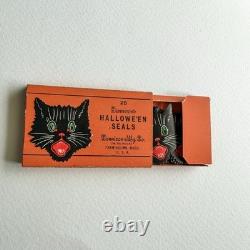 20
Dennison's
HALLOWE'EN
SEALS
Dennison Mfg. Co.
FRAMINGHAM, MASS.
U. S. A.